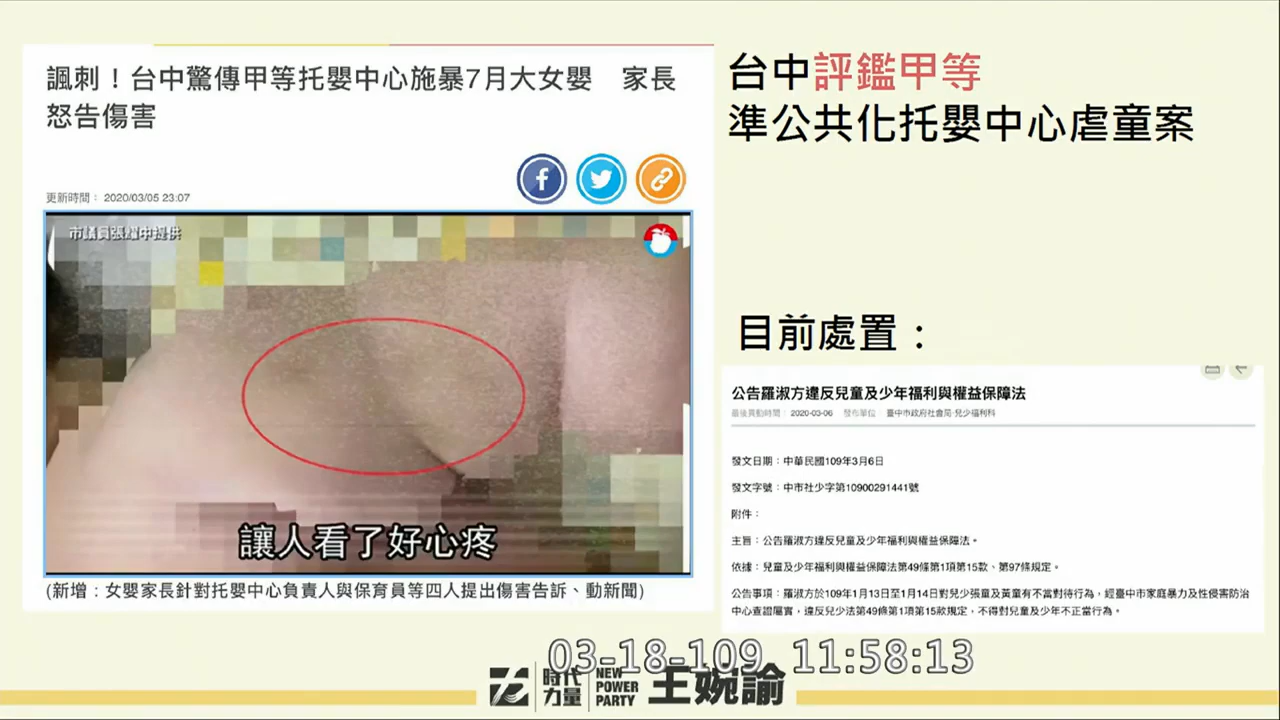 諷刺！台中驚傳甲等托嬰中心施暴7月大女嬰　家長
怒告傷害
更新時間： 2020/03/05 23:07
市議員張耀中提供
讓人看了好心疼
(新增：女嬰家長針對托嬰中心負責人與保育員等四人提出傷害告訴、動新聞)
台中評鑑甲等
準公共化托嬰中心虐童案
目前處置：
公告羅淑方違反兒童及少年福利與權益保障法
最後異動時間： 2020-03-06 發布單位： 臺中市政府社會局‧兒少福利科
發文日期：中華民國109年3月6日
發文字號：中市社少字第10900291441號
附件：
主旨：公告羅淑方違反兒童及少年福利與權益保障法。
依據：兒童及少年福利與權益保障法第49條第1項第15款、第97條規定。
公告事項：羅淑方於109年1月13日至1月14日對兒少張童及黃童有不當對待行為，經臺中市家庭暴力及性侵害防治
中心查證屬實，違反兒少法第49條第1項第15款規定，不得對兒童及少年不正當行為。
03-18-109 11:58:13
時代
力量
NEW
POWER
PARTY
王婉諭